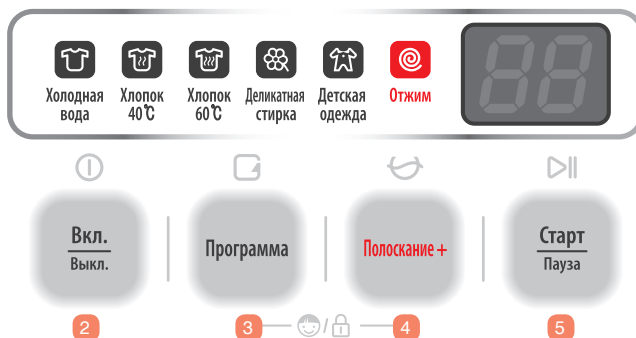 Холодная
вода
Хлопок
40℃
Хлопок
60℃
Деликатная
стирка
Детская
одежда
Отжим
88
Вкл.
Выкл.
Программа
Полоскание +
Старт
Пауза
2
3
/
4
5